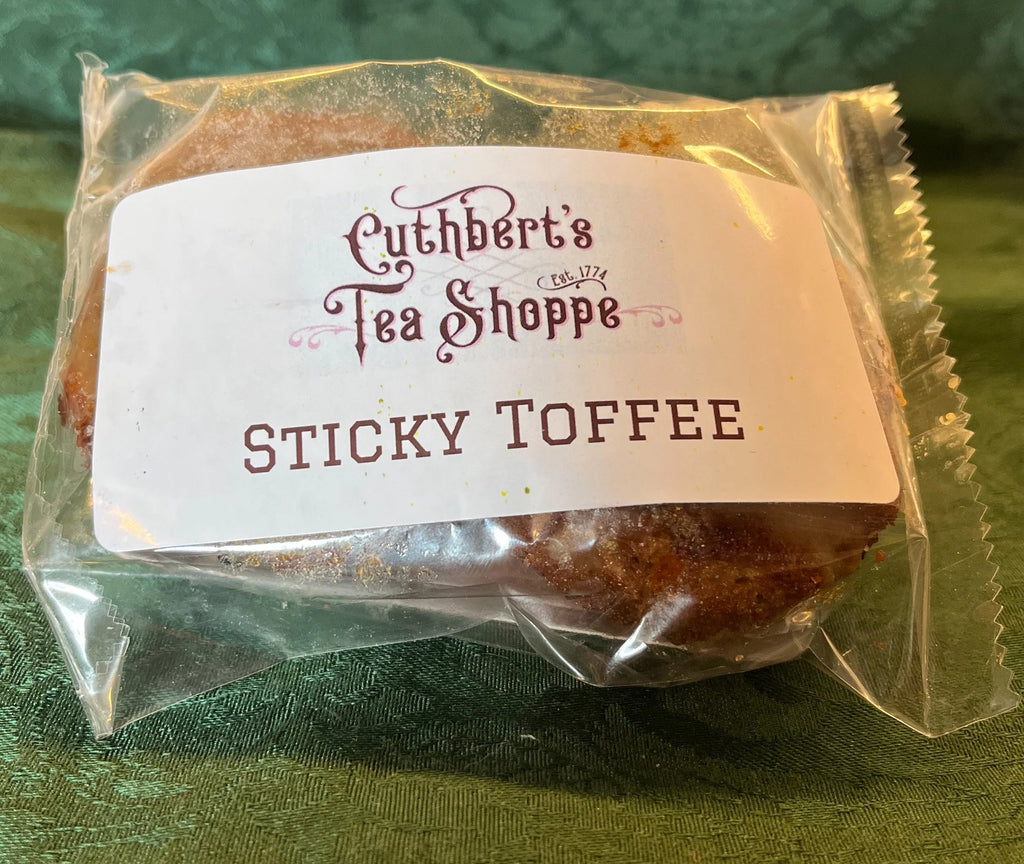 Cuthbert's
Est. 1774
Tea Shoppe
STICKY TOFFEE